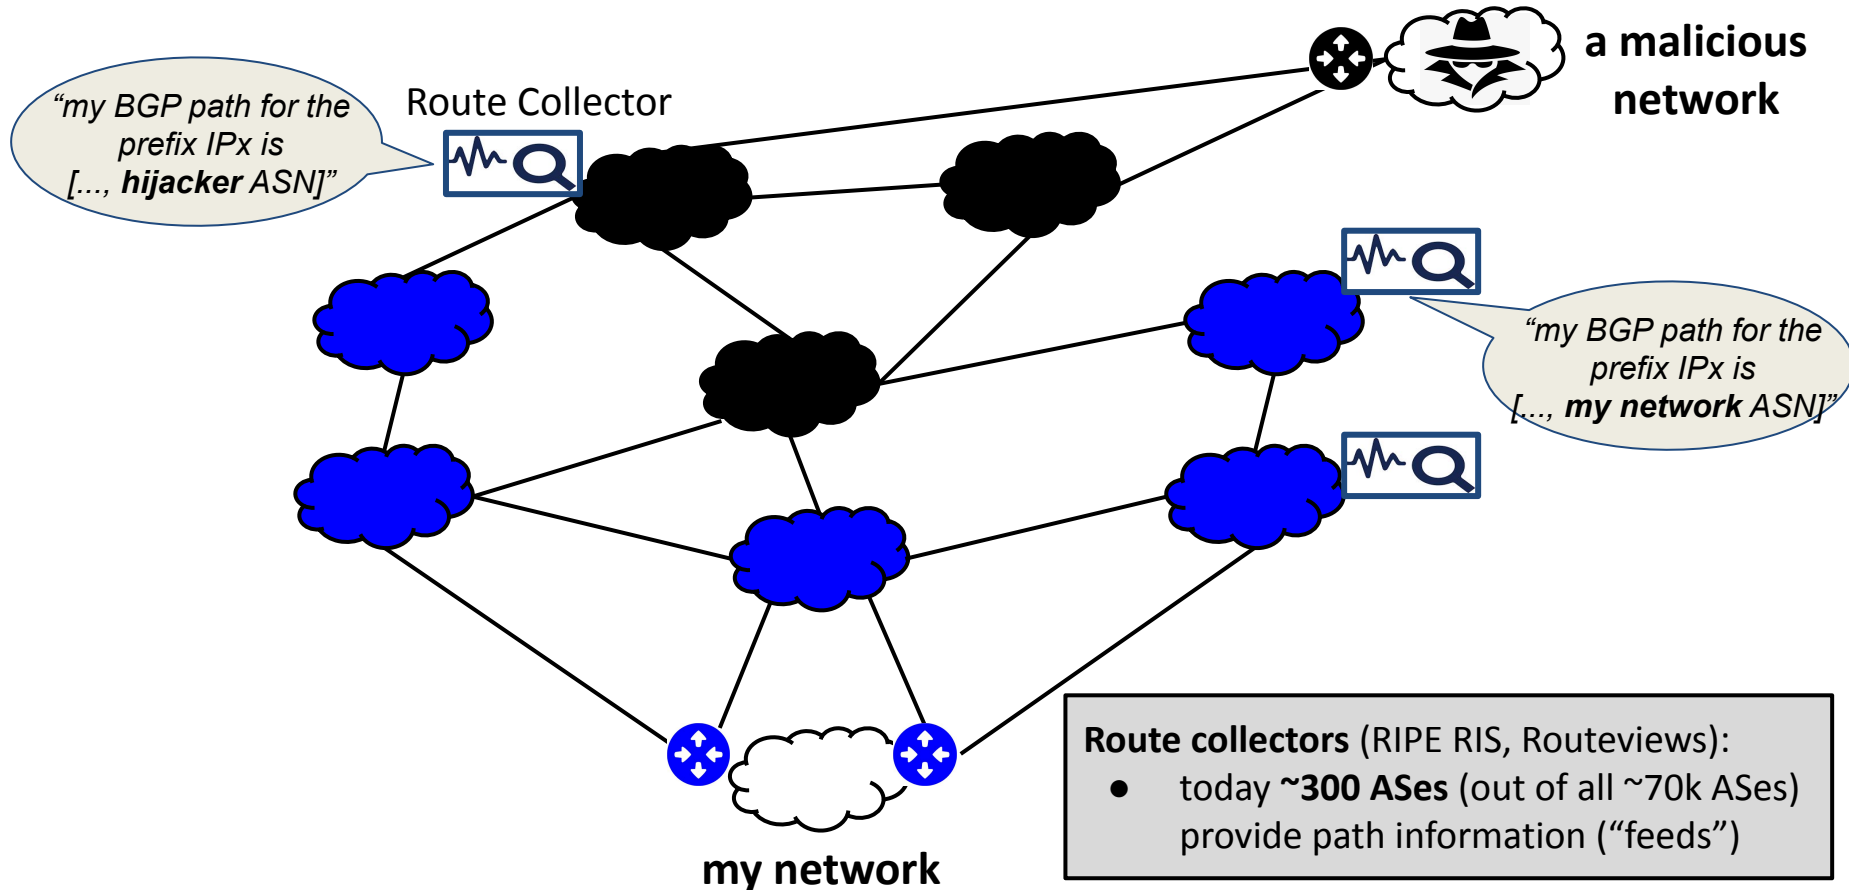 a malicious
network
“my BGP path for the
prefix IPx is
[..., hijacker ASN]”
Route Collector
“my BGP path for the
prefix IPx is
[..., my network ASN]”
Route collectors (RIPE RIS, Routeviews):
● today ~300 ASes (out of all ~70k ASes)
provide path information (“feeds”)
my network